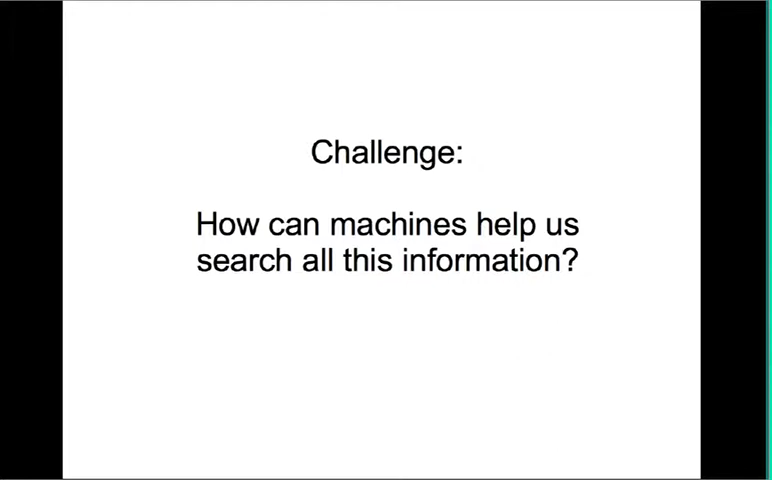 Challenge:
How can machines help us
search all this information?